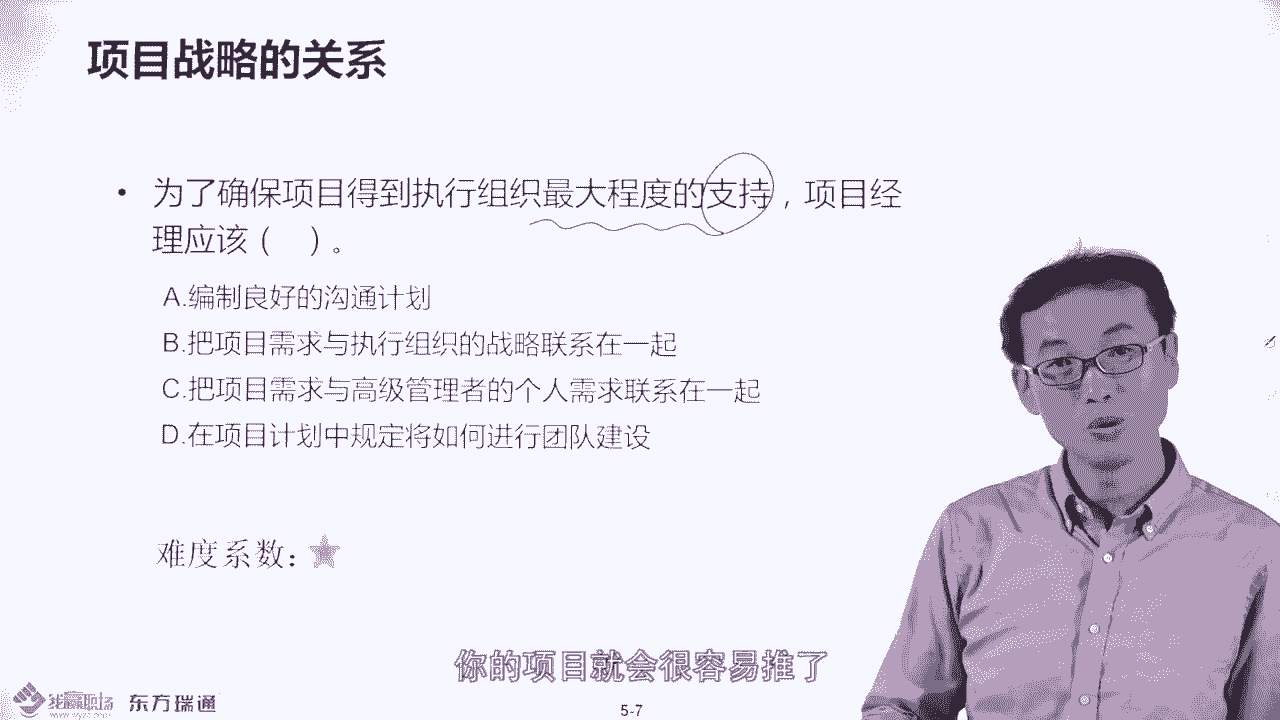 项目战略的关系
• 为了确保项目得到执行组织最大程度的支持，项目经
理应该（ ）。
A.编制良好的沟通计划
B.把项目需求与执行组织的战略联系在一起
C.把项目需求与高级管理者的个人需求联系在一起
D.在项目计划中规定将如何进行团队建设
难度系数：
你的项目就会很容易推了
东方瑞通
5-7